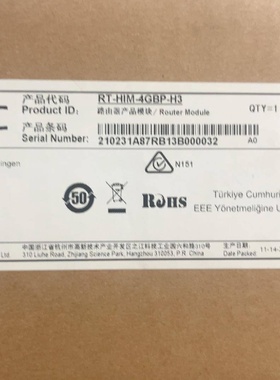 产品代码 RT-HIM-4GBP-H3
Product ID: 路由器产品模块/Router Module QTY=1
产品条码
Serial Number: 210231A87RB13B000032 A0
ingen
N151
50
RoHS
Türkiye Cumhuri
EEE Yönetmeliğine U
中国浙江省杭州市高新技术产业开发区之江科技工业园六和路310号 生产日期
Ltd. 310 Liuhe Road, Zhijiang Science Park, Hangzhou 310053, P.R. China Date Packed 11-14-